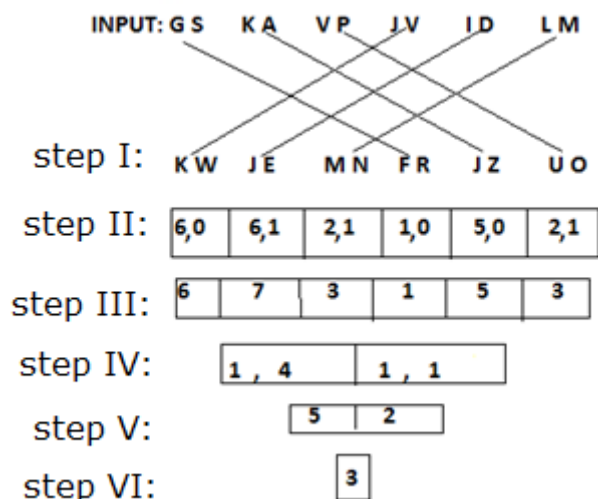 INPUT: G S K A V P J V I D L M
step I: K W J E M N F R J Z U O
step II: 6,0 6,1 2,1 1,0 5,0 2,1
step III: 6 7 3 1 5 3
step IV: 1 , 4 1 , 1
step V: 5 2
step VI: 3